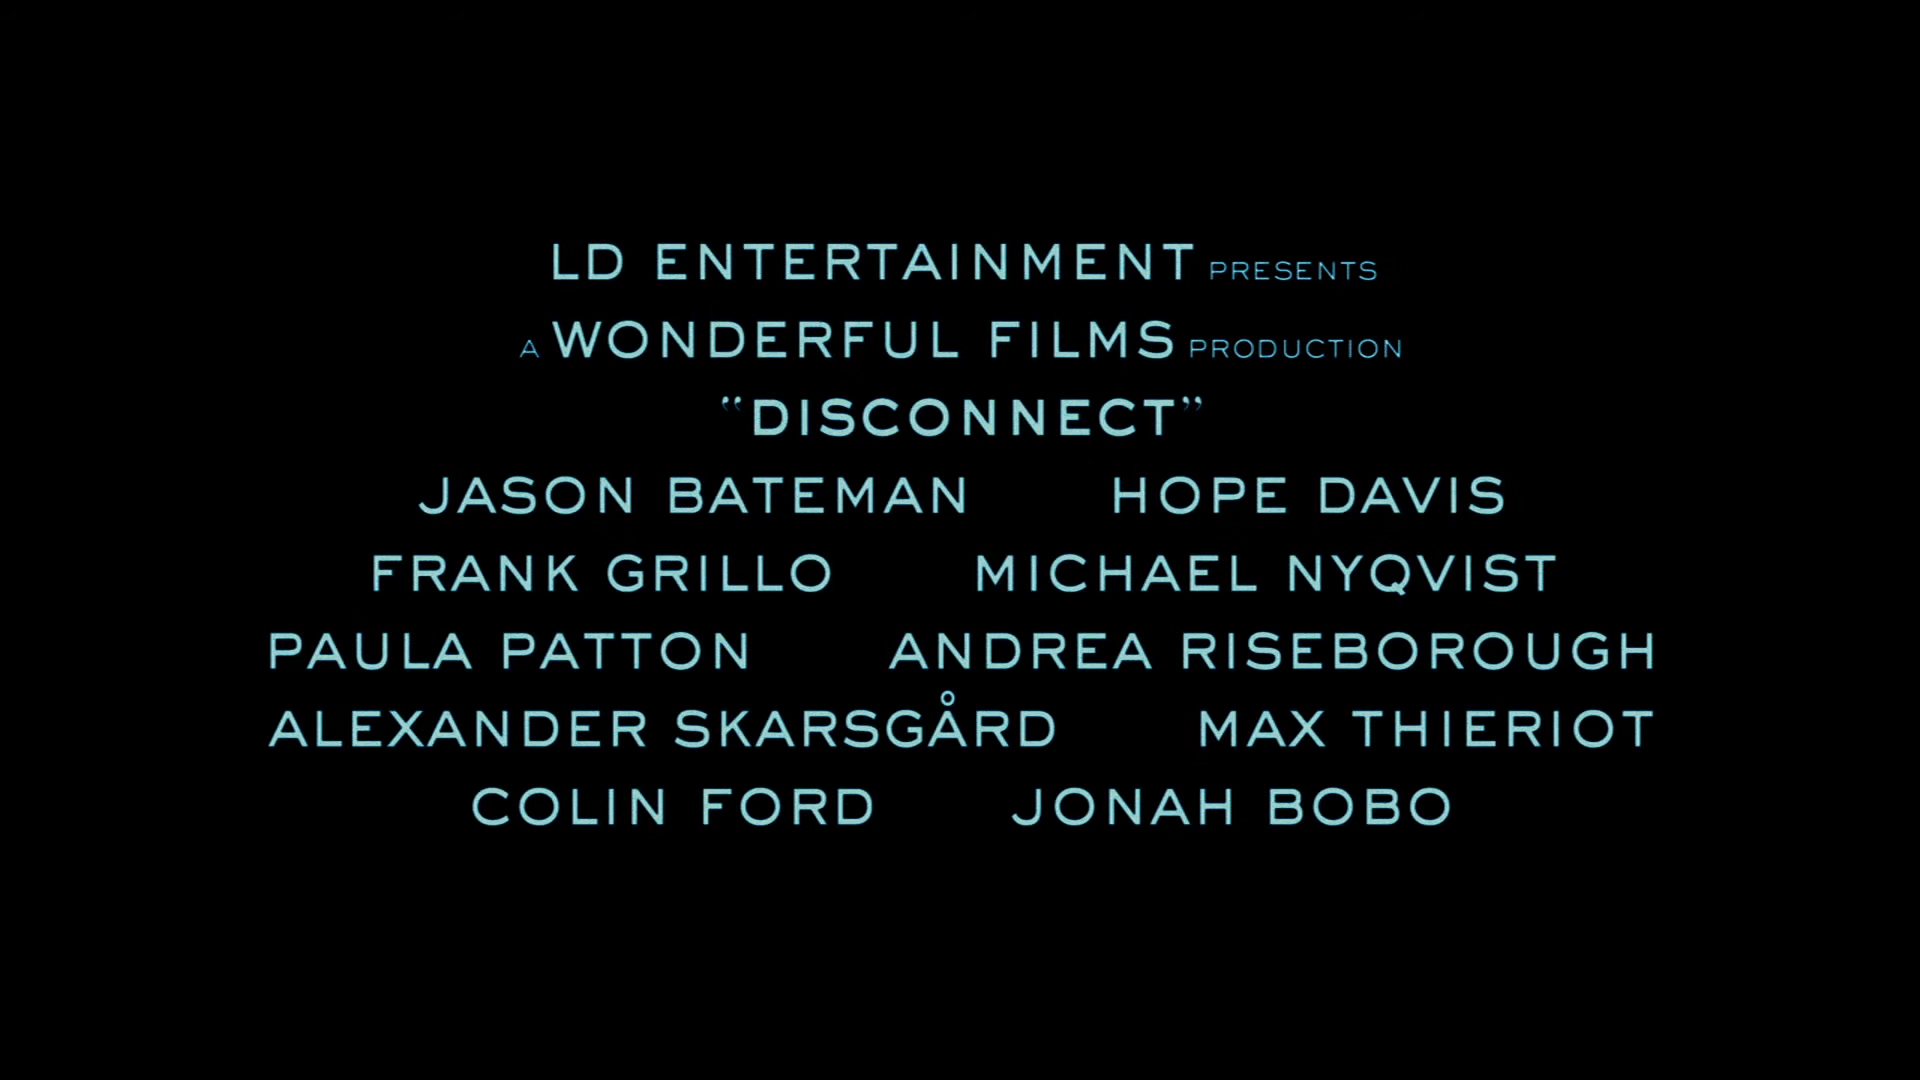 LD ENTERTAINMENT PRESENTS
A WONDERFUL FILMS PRODUCTION
“DISCONNECT”
JASON BATEMAN HOPE DAVIS
FRANK GRILLO MICHAEL NYQVIST
PAULA PATTON ANDREA RISEBOROUGH
ALEXANDER SKARSGÅRD MAX THIERIOT
COLIN FORD JONAH BOBO